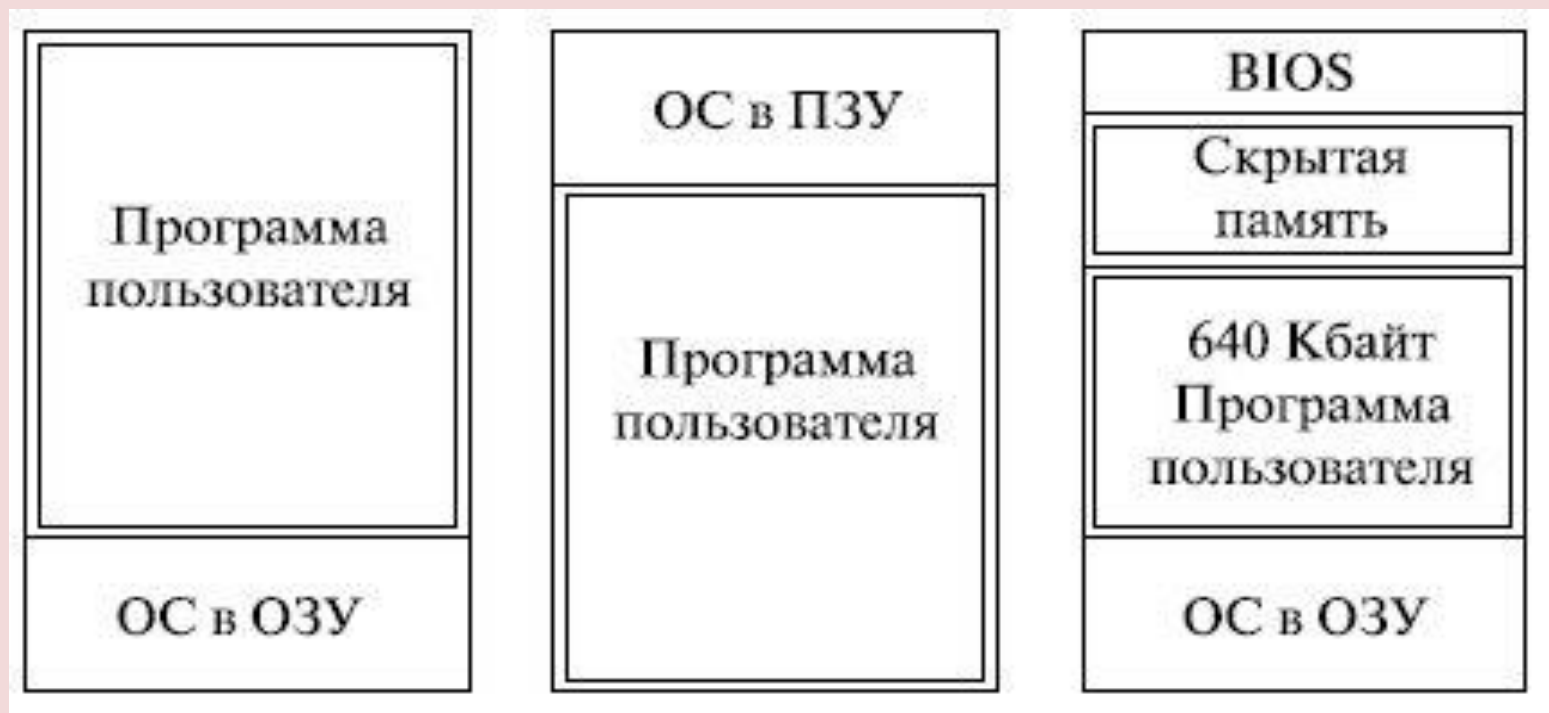 Программа
пользователя
ОС в ОЗУ
ОС в ПЗУ
Программа
пользователя
BIOS
Скрытая
память
640 Кбайт
Программа
пользователя
ОС в ОЗУ